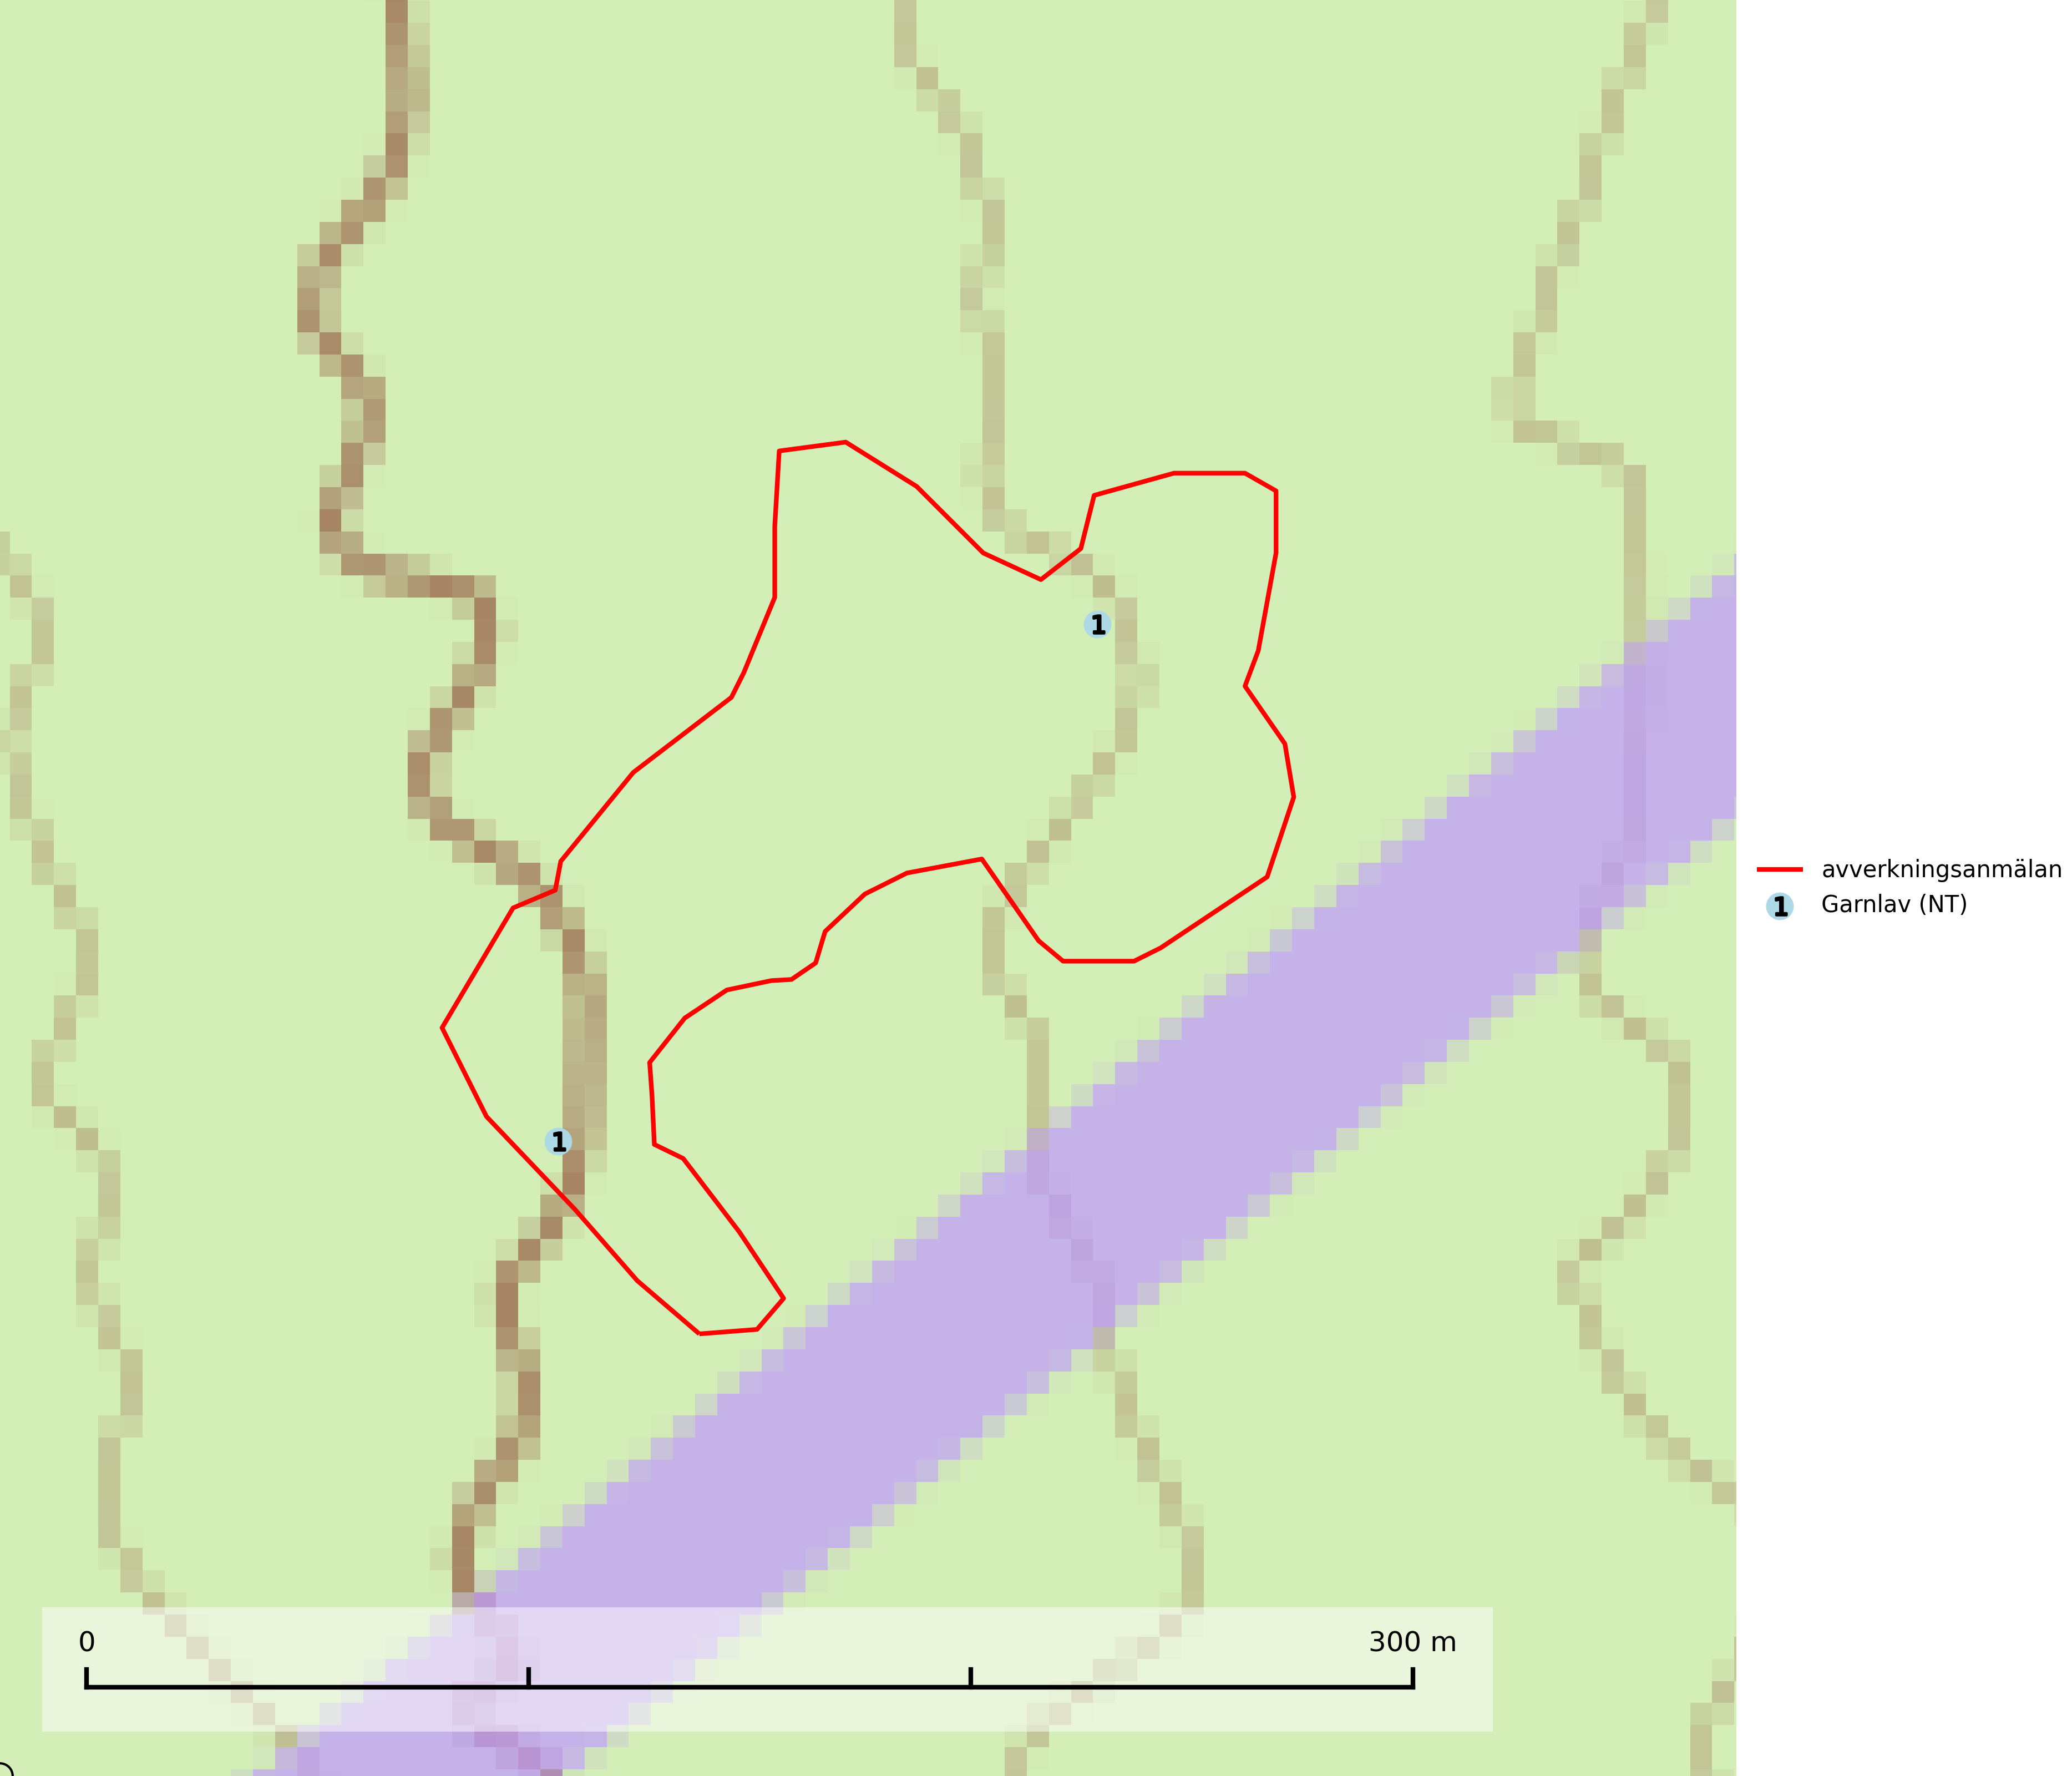 1
avverkningsanmälan
1 Garnlav (NT)
1
0 300 m